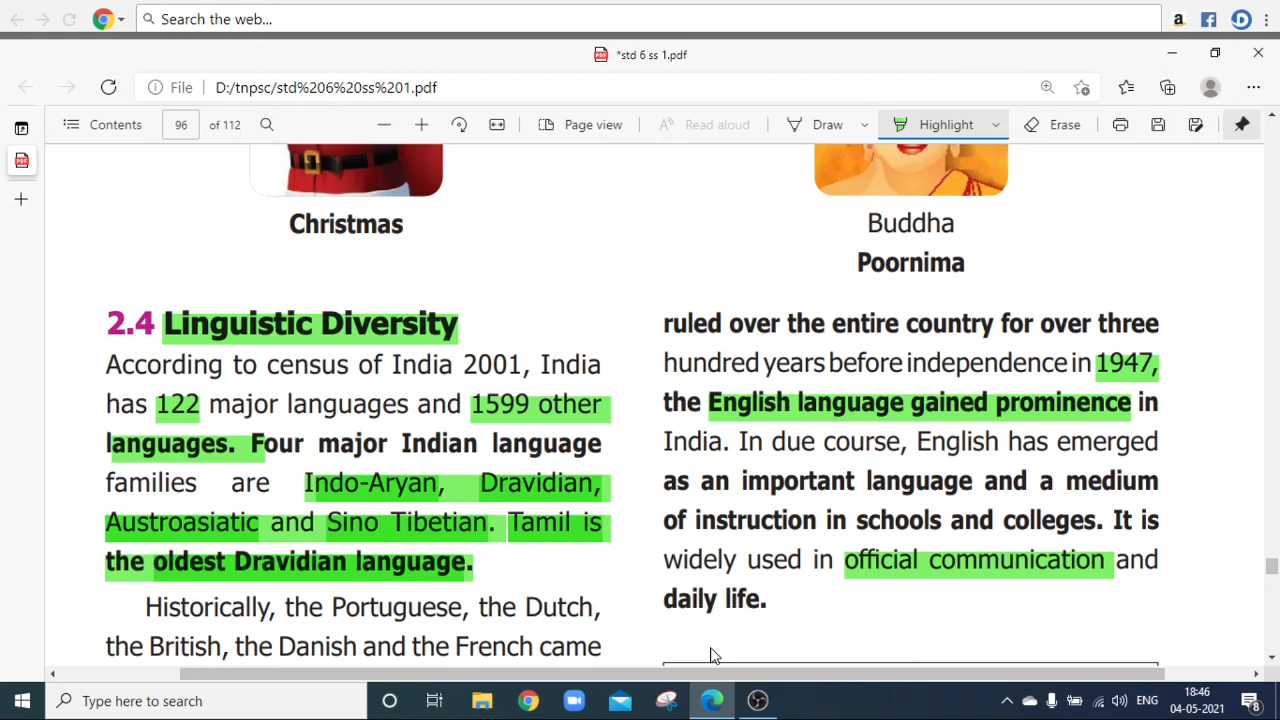 Search the web...
*std 6 ss 1.pdf
File D:/tnpsc/std%206%20ss%201.pdf
Contents 96 of 112 Page view Read aloud Draw Highlight Erase
Christmas
Buddha
Poornima
2.4 Linguistic Diversity
According to census of India 2001, India
has 122 major languages and 1599 other
languages. Four major Indian language
families are Indo-Aryan, Dravidian,
Austroasiatic and Sino Tibetian. Tamil is
the oldest Dravidian language.
Historically, the Portuguese, the Dutch,
the British, the Danish and the French came
ruled over the entire country for over three
hundred years before independence in 1947,
the English language gained prominence in
India. In due course, English has emerged
as an important language and a medium
of instruction in schools and colleges. It is
widely used in official communication and
daily life.
Type here to search
ENG
18:46
04-05-2021
8